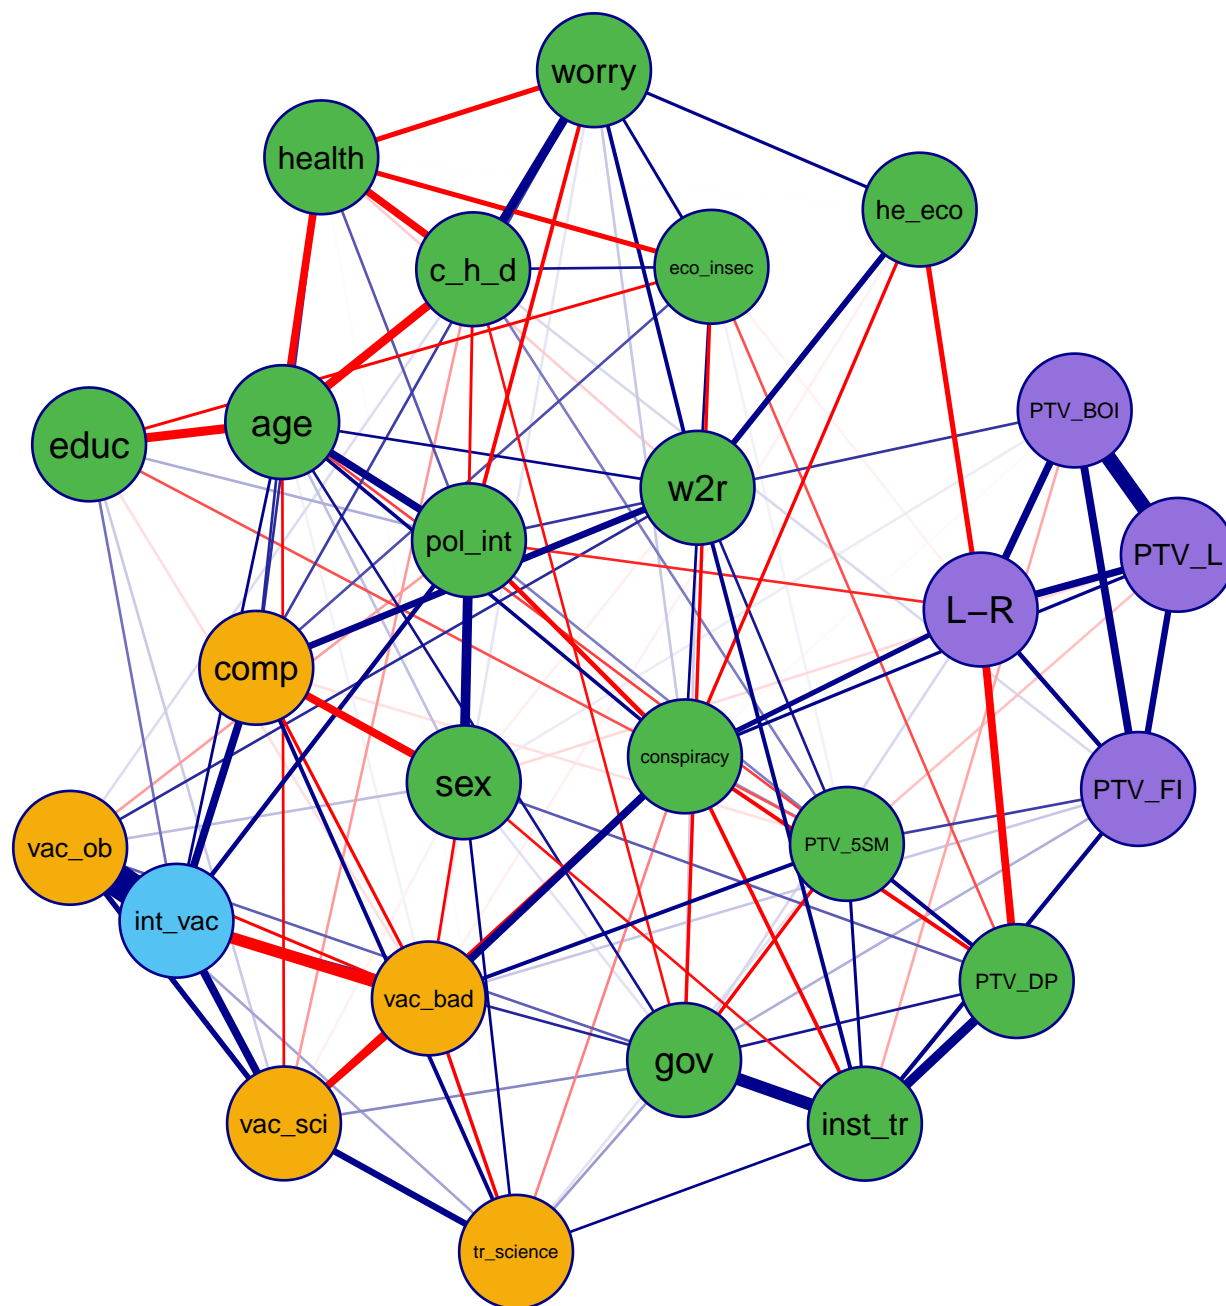 worry
health
he_eco
c_h_d
eco_insec
PTV_BOI
age
educ
w2r
pol_int
PTV_L
L−R
comp
conspiracy
sex
PTV_FI
vac_ob
PTV_5SM
int_vac
PTV_DP
vac_bad
gov
vac_sci
inst_tr
tr_science